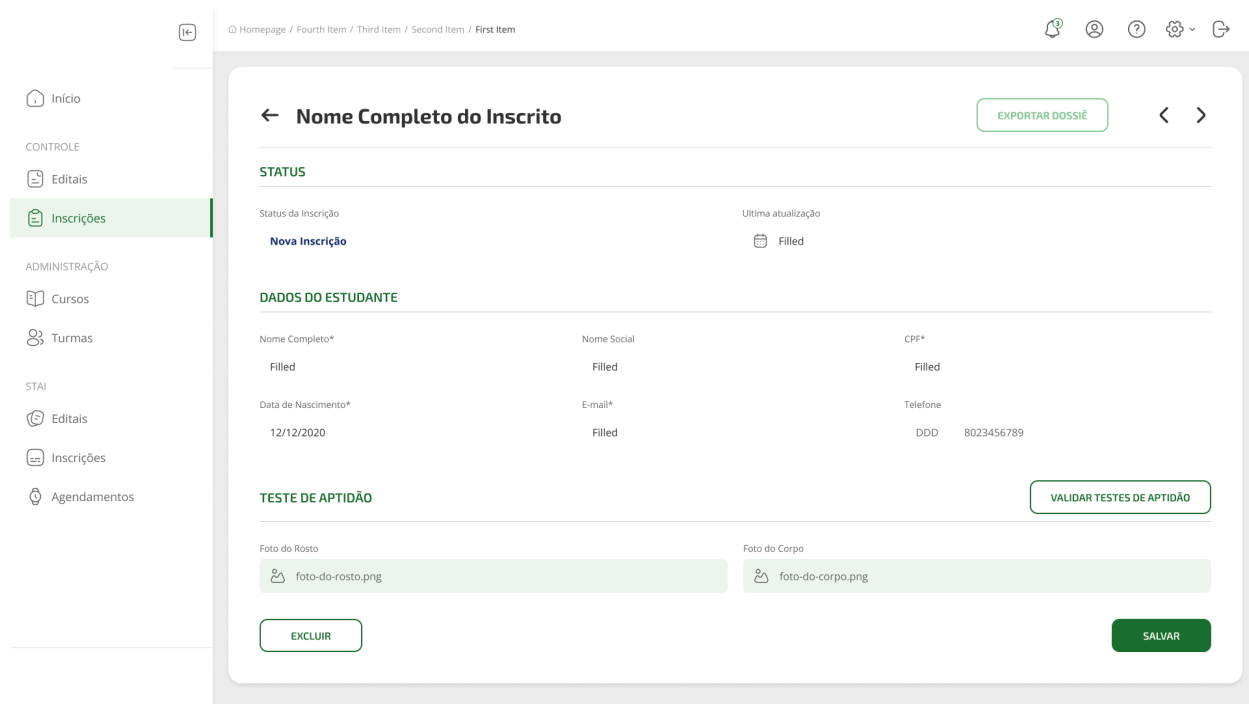 Homepage / Fourth Item / Third Item / Second Item / First Item
3
Início
CONTROLE
Editais
Inscrições
ADMINISTRAÇÃO
Cursos
Turmas
STAI
Editais
Inscrições
Agendamentos
Nome Completo do Inscrito
EXPORTAR DOSSIÊ
STATUS
Status da Inscrição
Ultima atualização
Nova Inscrição
Filled
DADOS DO ESTUDANTE
Nome Completo*
Nome Social
CPF*
Filled
Filled
Filled
Data de Nascimento*
E-mail*
Telefone
12/12/2020
Filled
DDD 8023456789
TESTE DE APTIDÃO
VALIDAR TESTES DE APTIDÃO
Foto do Rosto
Foto do Corpo
foto-do-rosto.png
foto-do-corpo.png
EXCLUIR
SALVAR